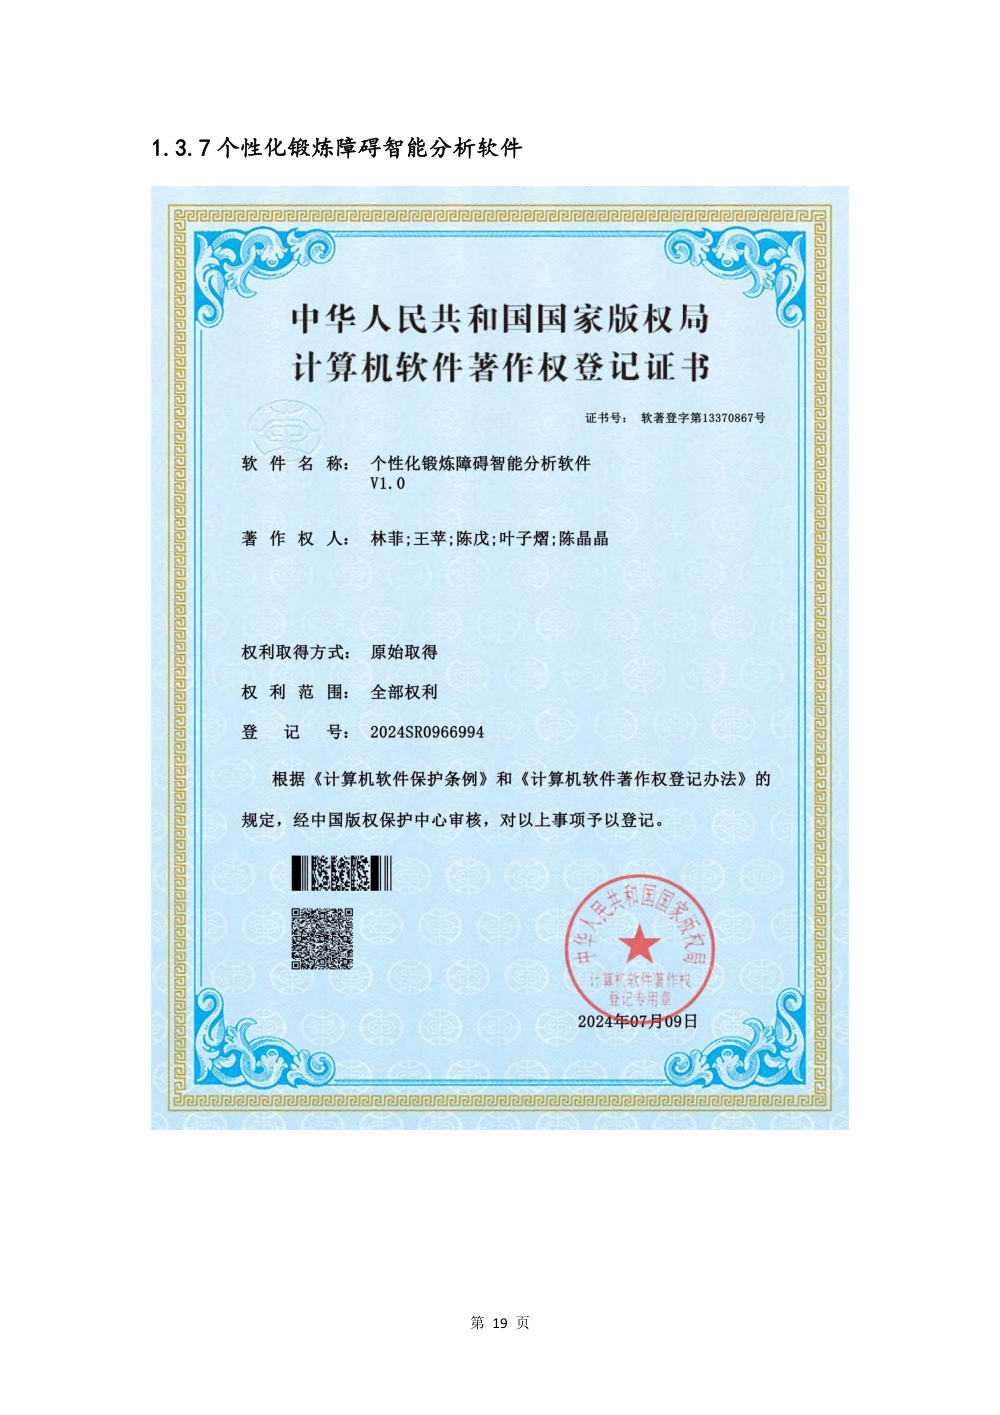 1.3.7个性化锻炼障碍智能分析软件
中华人民共和国国家版权局
计算机软件著作权登记证书
证书号： 软著登字第13370867号
软件名称： 个性化锻炼障碍智能分析软件
V1.0
著作权人： 林菲;王苹;陈戊;叶子熠;陈晶晶
权利取得方式： 原始取得
权利范围： 全部权利
登记号： 2024SR0966994
根据《计算机软件保护条例》和《计算机软件著作权登记办法》的
规定，经中国版权保护中心审核，对以上事项予以登记。
中华人民共和国国家版权局
计算机软件著作权
登记专用章
2024年07月09日
第 19 页